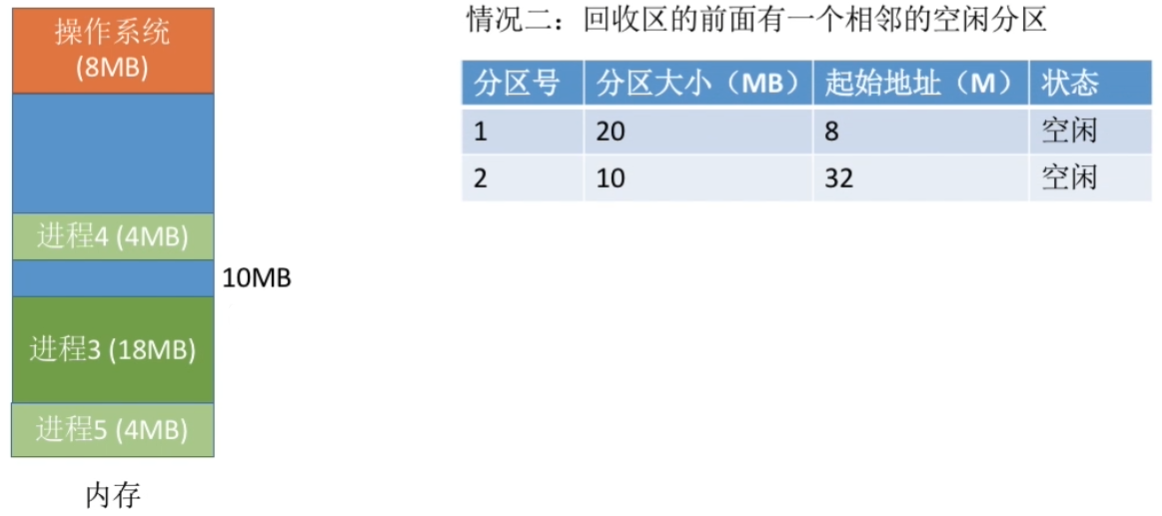 操作系统
(8MB)
进程4 (4MB)
10MB
进程3 (18MB)
进程5 (4MB)
内存
情况二：回收区的前面有一个相邻的空闲分区
分区号 分区大小（MB） 起始地址（M） 状态
1 20 8 空闲
2 10 32 空闲